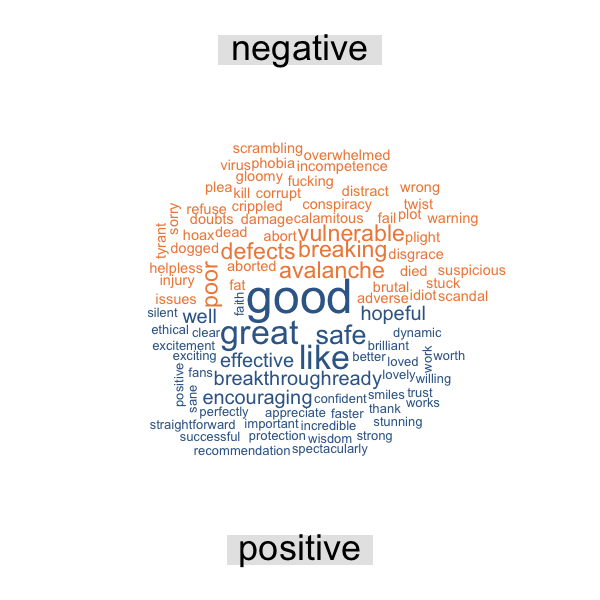 negative
scrambling overwhelmed
virus phobia incompetence
gloomy fucking
plea kill corrupt distract wrong
refuse crippled conspiracy twist
sorry doubts damage calamitous fail plot warning
tyrant hoax dead abort vulnerable plight
dogged defects breaking disgrace
helpless poor aborted avalanche died suspicious
injury fat brutal stuck
issues faith good adverse idiot scandal
silent well hopeful
ethical clear great safe dynamic
excitement like brilliant
exciting effective better loved work worth
positive fans breakthrough ready lovely willing
sane encouraging confident smiles trust
perfectly appreciate faster thank works
straightforward important incredible stunning
successful protection wisdom strong
recommendation spectacularly
positive